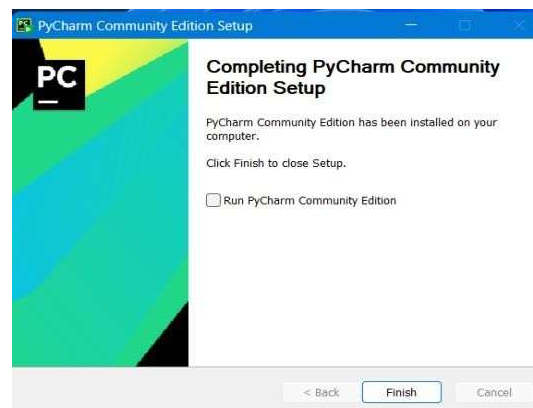 PyCharm Community Edition Setup
PC
Completing PyCharm Community
Edition Setup
PyCharm Community Edition has been installed on your
computer.
Click Finish to close Setup.
Run PyCharm Community Edition
< Back
Finish
Cancel